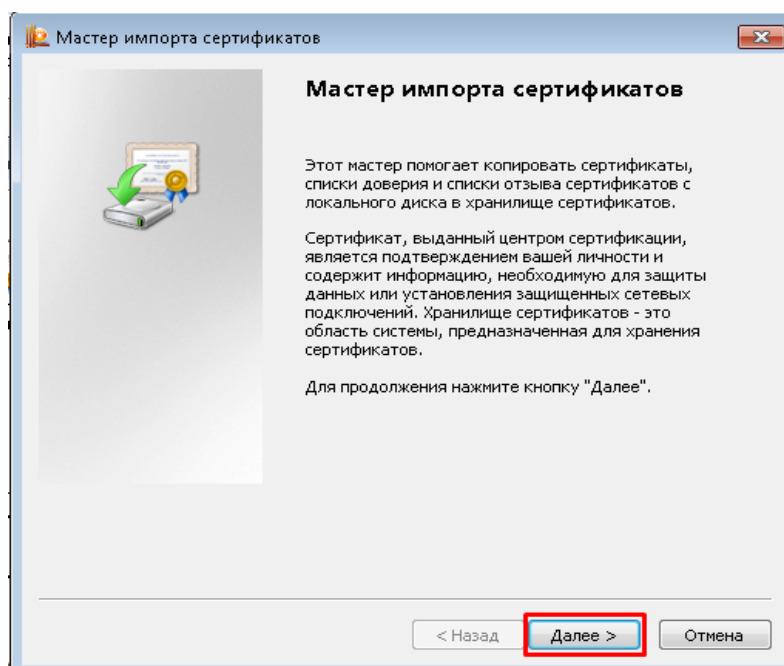 Мастер импорта сертификатов
Мастер импорта сертификатов
Этот мастер помогает копировать сертификаты,
списки доверия и списки отзыва сертификатов с
локального диска в хранилище сертификатов.
Сертификат, выданный центром сертификации,
является подтверждением вашей личности и
содержит информацию, необходимую для защиты
данных или установления защищенных сетевых
подключений. Хранилище сертификатов - это
область системы, предназначенная для хранения
сертификатов.
Для продолжения нажмите кнопку "Далее".
< Назад Далее > Отмена